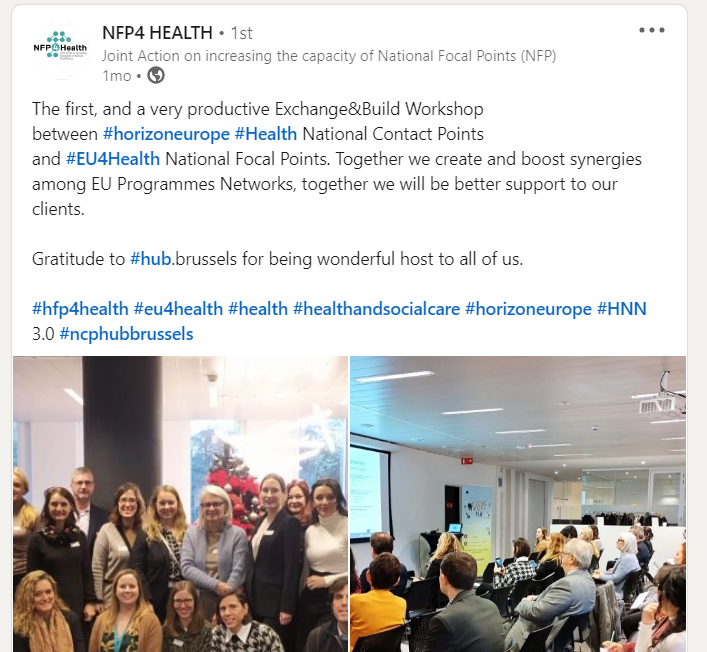 NFP4Health
NFP4 HEALTH • 1st
Joint Action on increasing the capacity of National Focal Points (NFP)
1mo •
The first, and a very productive Exchange&Build Workshop
between #horizoneurope #Health National Contact Points
and #EU4Health National Focal Points. Together we create and boost synergies
among EU Programmes Networks, together we will be better support to our
clients.
Gratitude to #hub.brussels for being wonderful host to all of us.
#hfp4health #eu4health #health #healthandsocialcare #horizoneurope #HNN
3.0 #ncphubbrussels